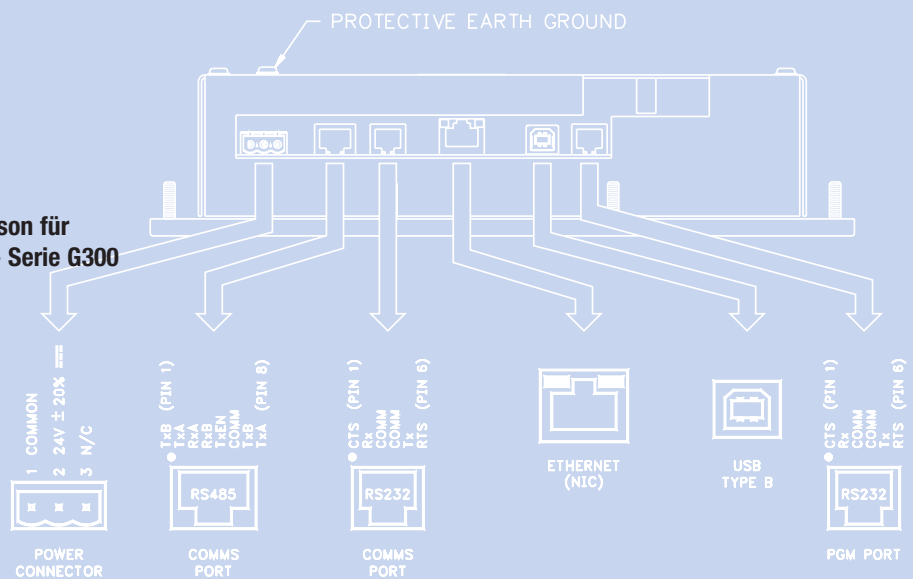 PROTECTIVE EARTH GROUND
son für
Serie G300
1 COMMON
2 24V ± 20%
3 N/C
POWER
CONNECTOR
TxB (PIN 1)
TxA
RxA
RxB
TxEN
COMM
TxB
TxA (PIN 8)
RS485
COMMS
PORT
CTS (PIN 1)
Rx
COMM
COMM
Tx
RTS (PIN 6)
RS232
COMMS
PORT
ETHERNET
(NIC)
USB
TYPE B
CTS (PIN 1)
Rx
COMM
COMM
Tx
RTS (PIN 6)
RS232
PGM PORT